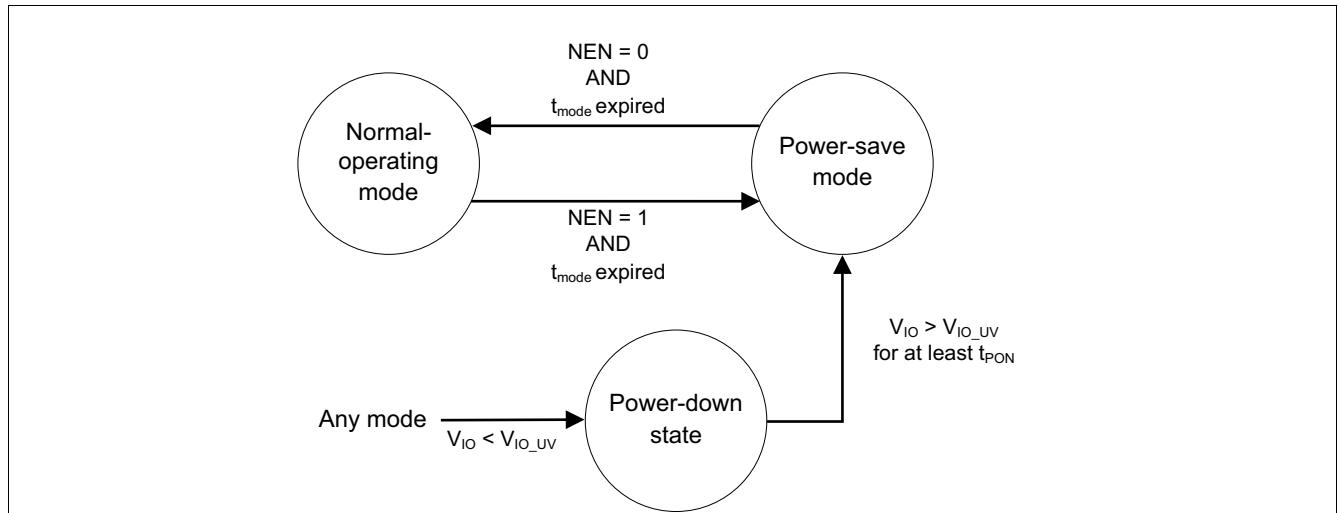 NEN = 0
AND
tmode expired
Normal-
operating
mode
Power-save
mode
NEN = 1
AND
tmode expired
VIO > VIO_UV
for at least tPON
Any mode
VIO < VIO_UV
Power-down
state